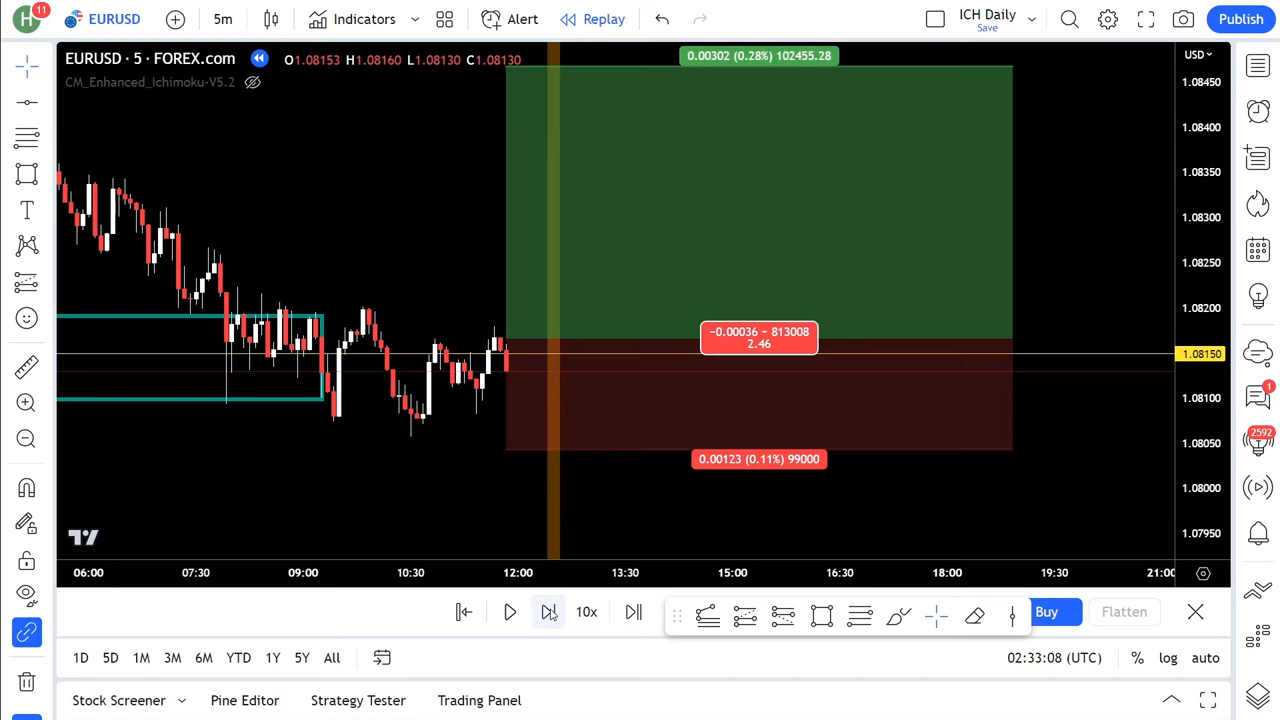 H
11
EURUSD
5m
Indicators
Alert
Replay
ICH Daily
Save
Publish
EURUSD · 5 · FOREX.com
O1.08153 H1.08160 L1.08130 C1.08130
CM_Enhanced_Ichimoku-V5.2
0.00302 (0.28%) 102455.28
USD
1.08450
1.08400
1.08350
1.08300
1.08250
1.08200
−0.00036 − 813008
2.46
1.08150
1.08100
1.08050
0.00123 (0.11%) 99000
1.08000
1.07950
1
2592
06:00
07:30
09:00
10:30
12:00
13:30
15:00
16:30
18:00
19:30
21:00
10x
Buy
Flatten
1D
5D
1M
3M
6M
YTD
1Y
5Y
All
02:33:08 (UTC)
%
log
auto
Stock Screener
Pine Editor
Strategy Tester
Trading Panel